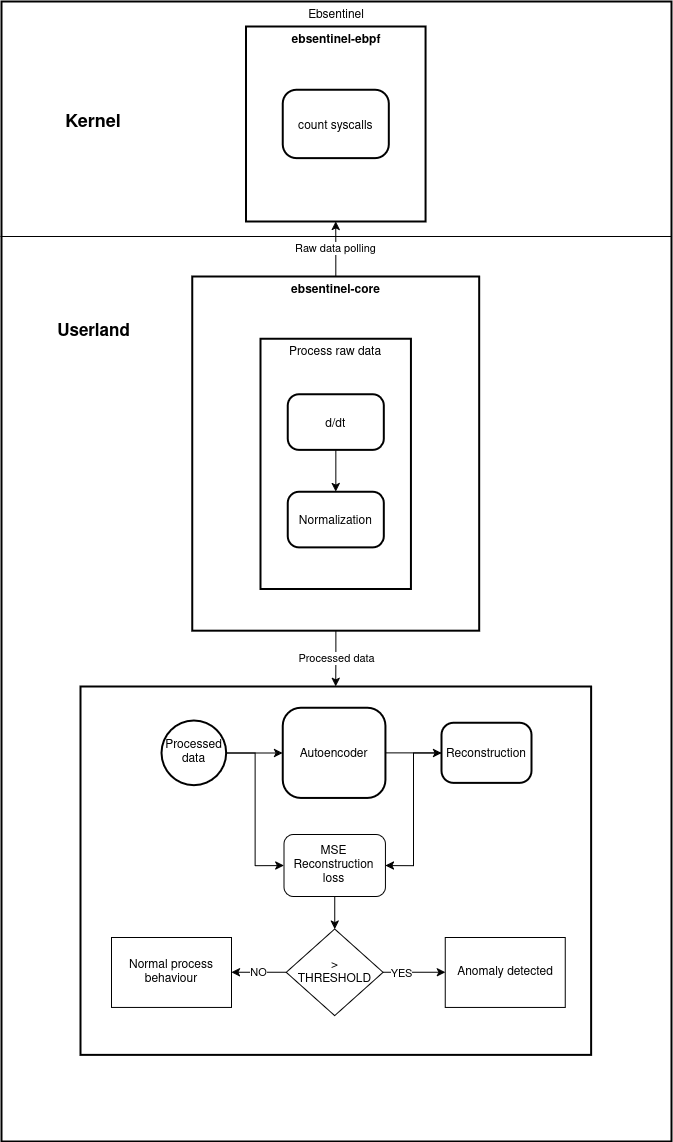 Ebsentinel
ebsentinel-ebpf
Kernel
count syscalls
Raw data polling
ebsentinel-core
Userland
Process raw data
d/dt
Normalization
Processed data
Processed
data
Autoencoder
Reconstruction
MSE
Reconstruction
loss
Normal process
behaviour
NO
>
THRESHOLD
YES
Anomaly detected